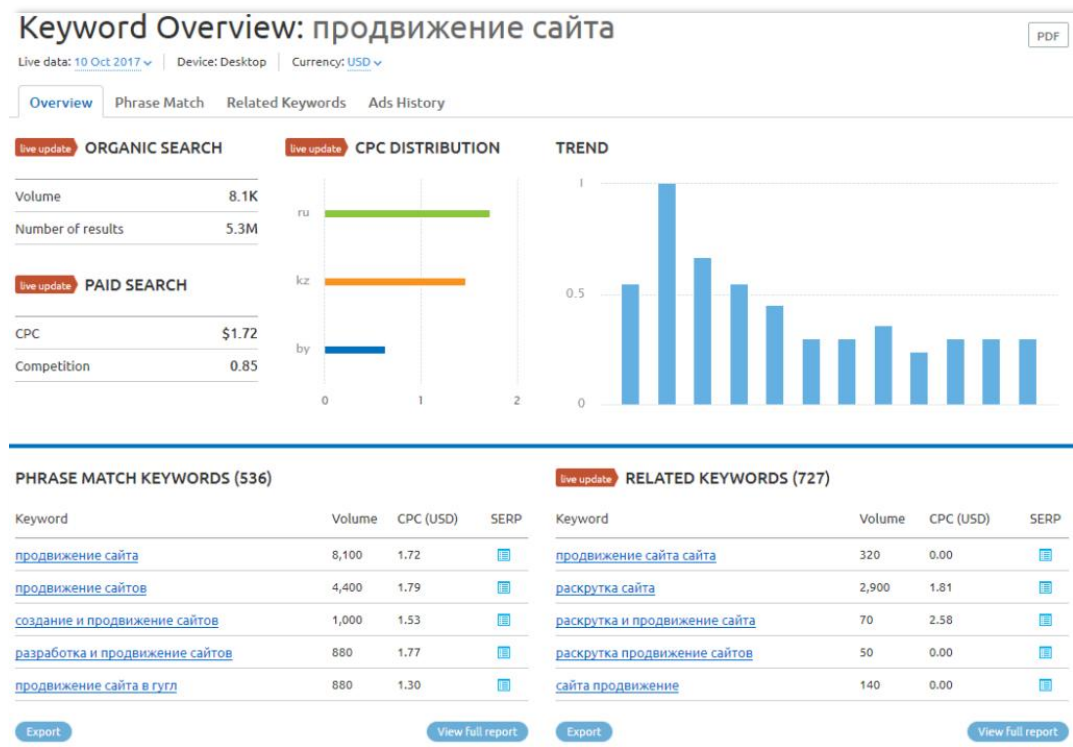 Keyword Overview: продвижение сайта
PDF
Live data: 10 Oct 2017 Device: Desktop Currency: USD
Overview Phrase Match Related Keywords Ads History
live update ORGANIC SEARCH
Volume 8.1K
Number of results 5.3M
live update PAID SEARCH
CPC $1.72
Competition 0.85
live update CPC DISTRIBUTION
ru
kz
by
0 1 2
TREND
1
0.5
0
PHRASE MATCH KEYWORDS (536)
Keyword Volume CPC (USD) SERP
продвижение сайта 8,100 1.72
продвижение сайтов 4,400 1.79
создание и продвижение сайтов 1,000 1.53
разработка и продвижение сайтов 880 1.77
продвижение сайта в гугл 880 1.30
Export View full report
live update RELATED KEYWORDS (727)
Keyword Volume CPC (USD) SERP
продвижение сайта сайта 320 0.00
раскрутка сайта 2,900 1.81
раскрутка и продвижение сайта 70 2.58
раскрутка продвижение сайтов 50 0.00
сайта продвижение 140 0.00
Export View full report